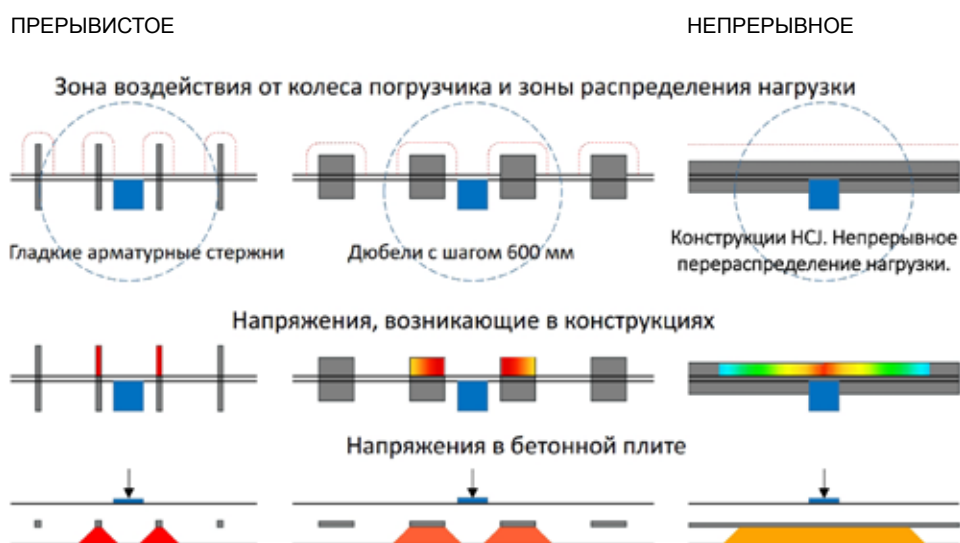 ПРЕРЫВИСТОЕ
НЕПРЕРЫВНОЕ
Зона воздействия от колеса погрузчика и зоны распределения нагрузки
Гладкие арматурные стержни
Дюбели с шагом 600 мм
Конструкции HCJ. Непрерывное
перераспределение нагрузки.
Напряжения, возникающие в конструкциях
Напряжения в бетонной плите